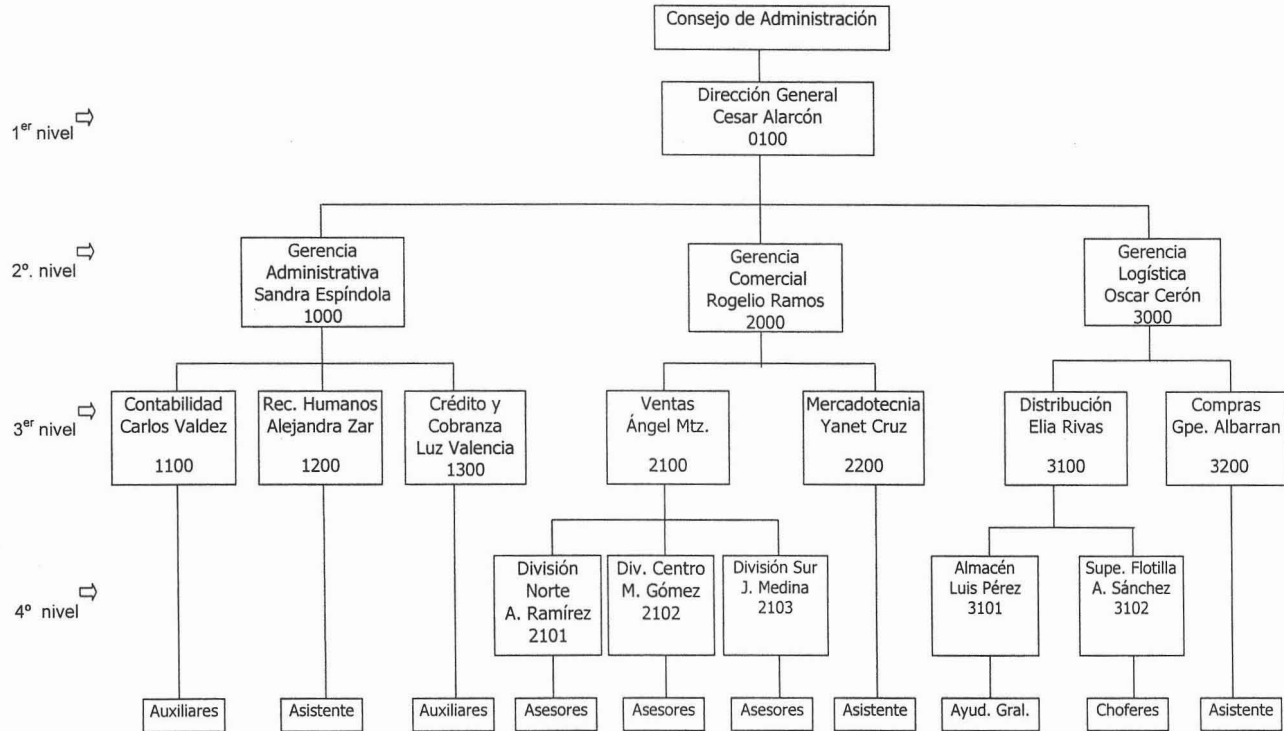 Consejo de Administración
Dirección General
Cesar Alarcón
0100
1er nivel
2º. nivel
Gerencia
Administrativa
Sandra Espíndola
1000
Gerencia
Comercial
Rogelio Ramos
2000
Gerencia
Logística
Oscar Cerón
3000
3er nivel
Contabilidad
Carlos Valdez
1100
Rec. Humanos
Alejandra Zar
1200
Crédito y
Cobranza
Luz Valencia
1300
Ventas
Ángel Mtz.
2100
Mercadotecnia
Yanet Cruz
2200
Distribución
Elia Rivas
3100
Compras
Gpe. Albarran
3200
4º nivel
División
Norte
A. Ramírez
2101
Div. Centro
M. Gómez
2102
División Sur
J. Medina
2103
Almacén
Luis Pérez
3101
Supe. Flotilla
A. Sánchez
3102
Auxiliares
Asistente
Auxiliares
Asesores
Asesores
Asesores
Asistente
Ayud. Gral.
Choferes
Asistente